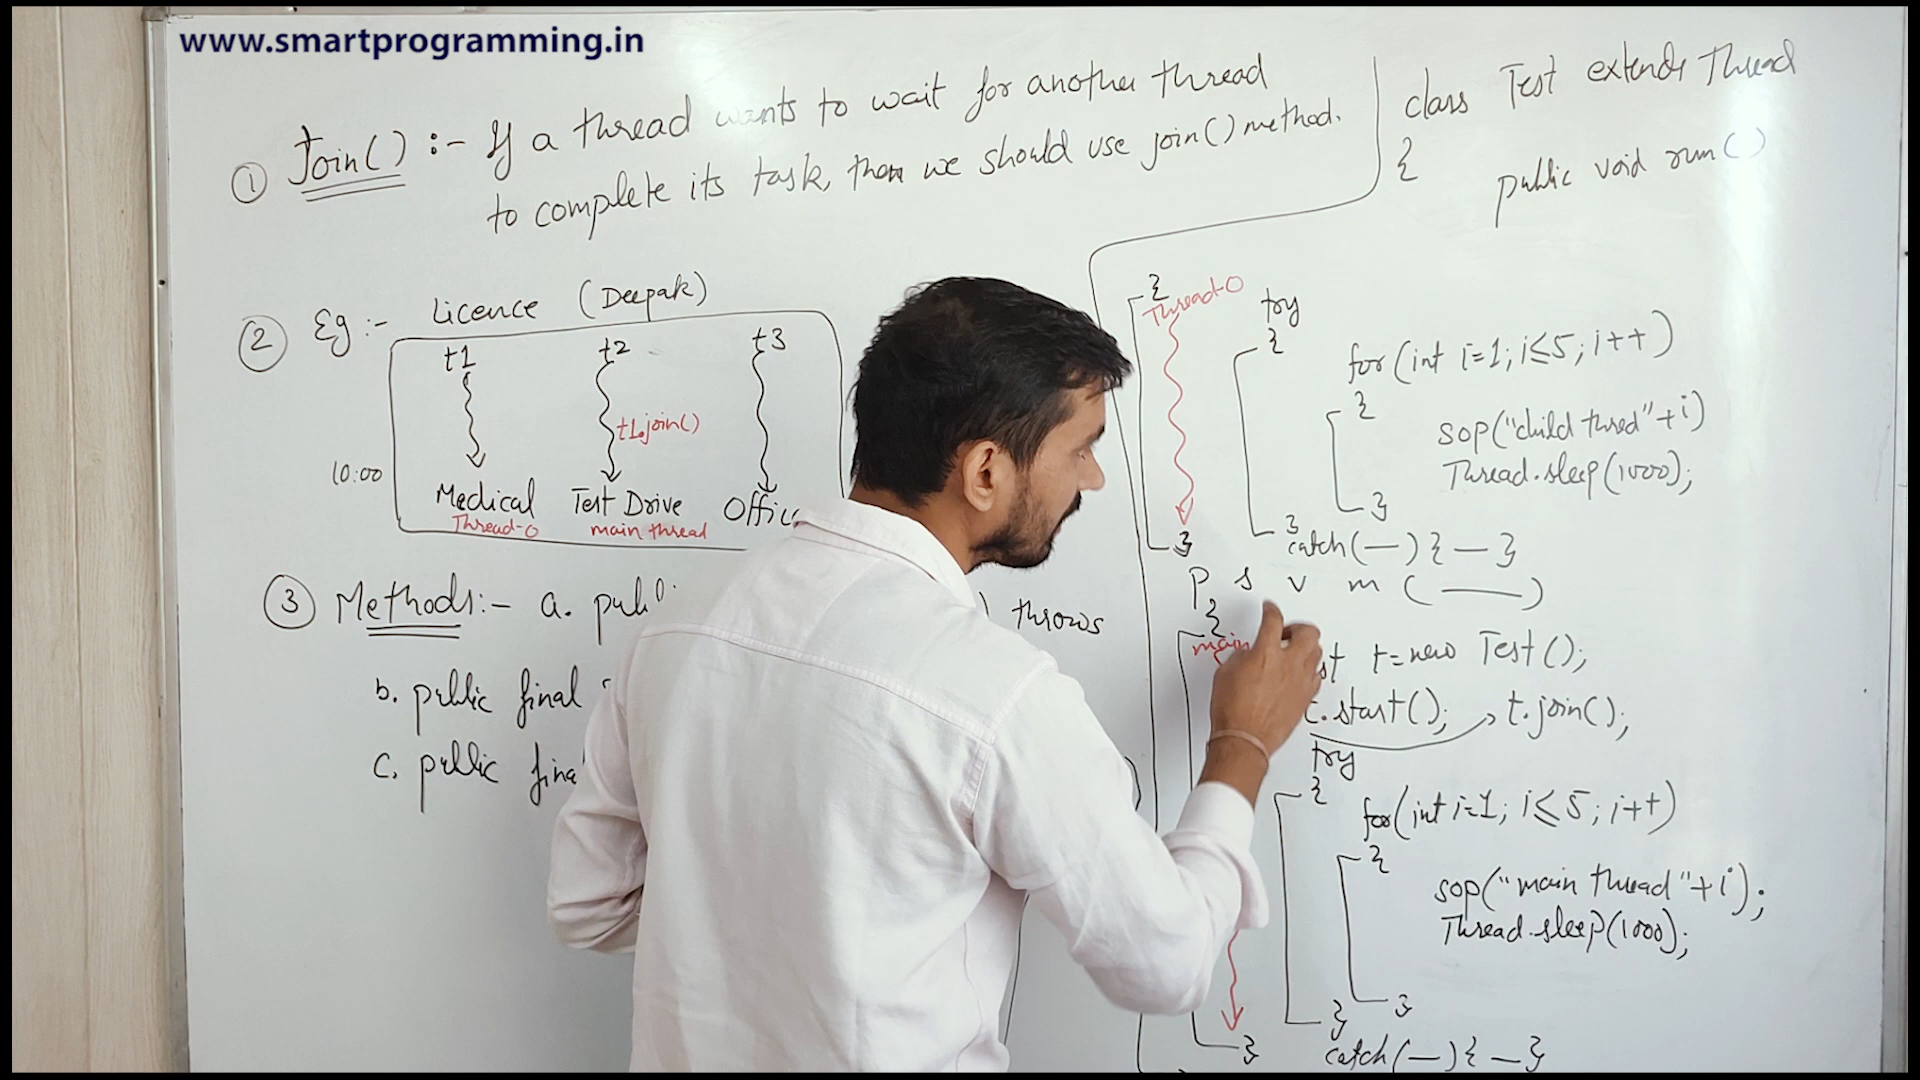 www.smartprogramming.in
① Join() :- If a thread wants to wait for another thread
to complete its task, then we should use join() method.
② Eg :- Licence (Deepak)
t1 t2 t3
t1.join()
10:00
Medical Test Drive
Thread-0 main thread
③ Methods :- a. throws
b. public final
c. public
class Test extends Thread
{
public void run()
{
Thread-0
try
{
for(int i=1; i≤5; i++)
{
sop("child thred"+i)
Thread.sleep(1000);
}
}
catch(—) { — }
}
p s v m (——)
{
main
t=new Test();
t.start(); t.join();
try
{
for(int i=1; i≤5; i++)
{
sop("main thread"+i);
Thread.sleep(1000);
}
}
catch(—) { — }
}